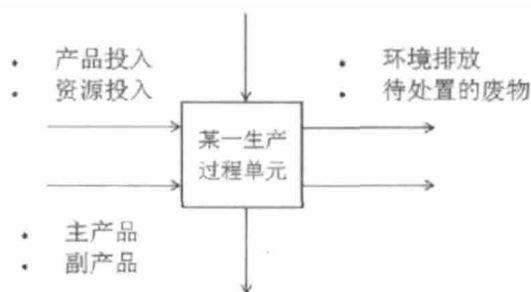 • 产品投入
• 资源投入
• 环境排放
• 待处置的废物
某一生产
过程单元
• 主产品
• 副产品